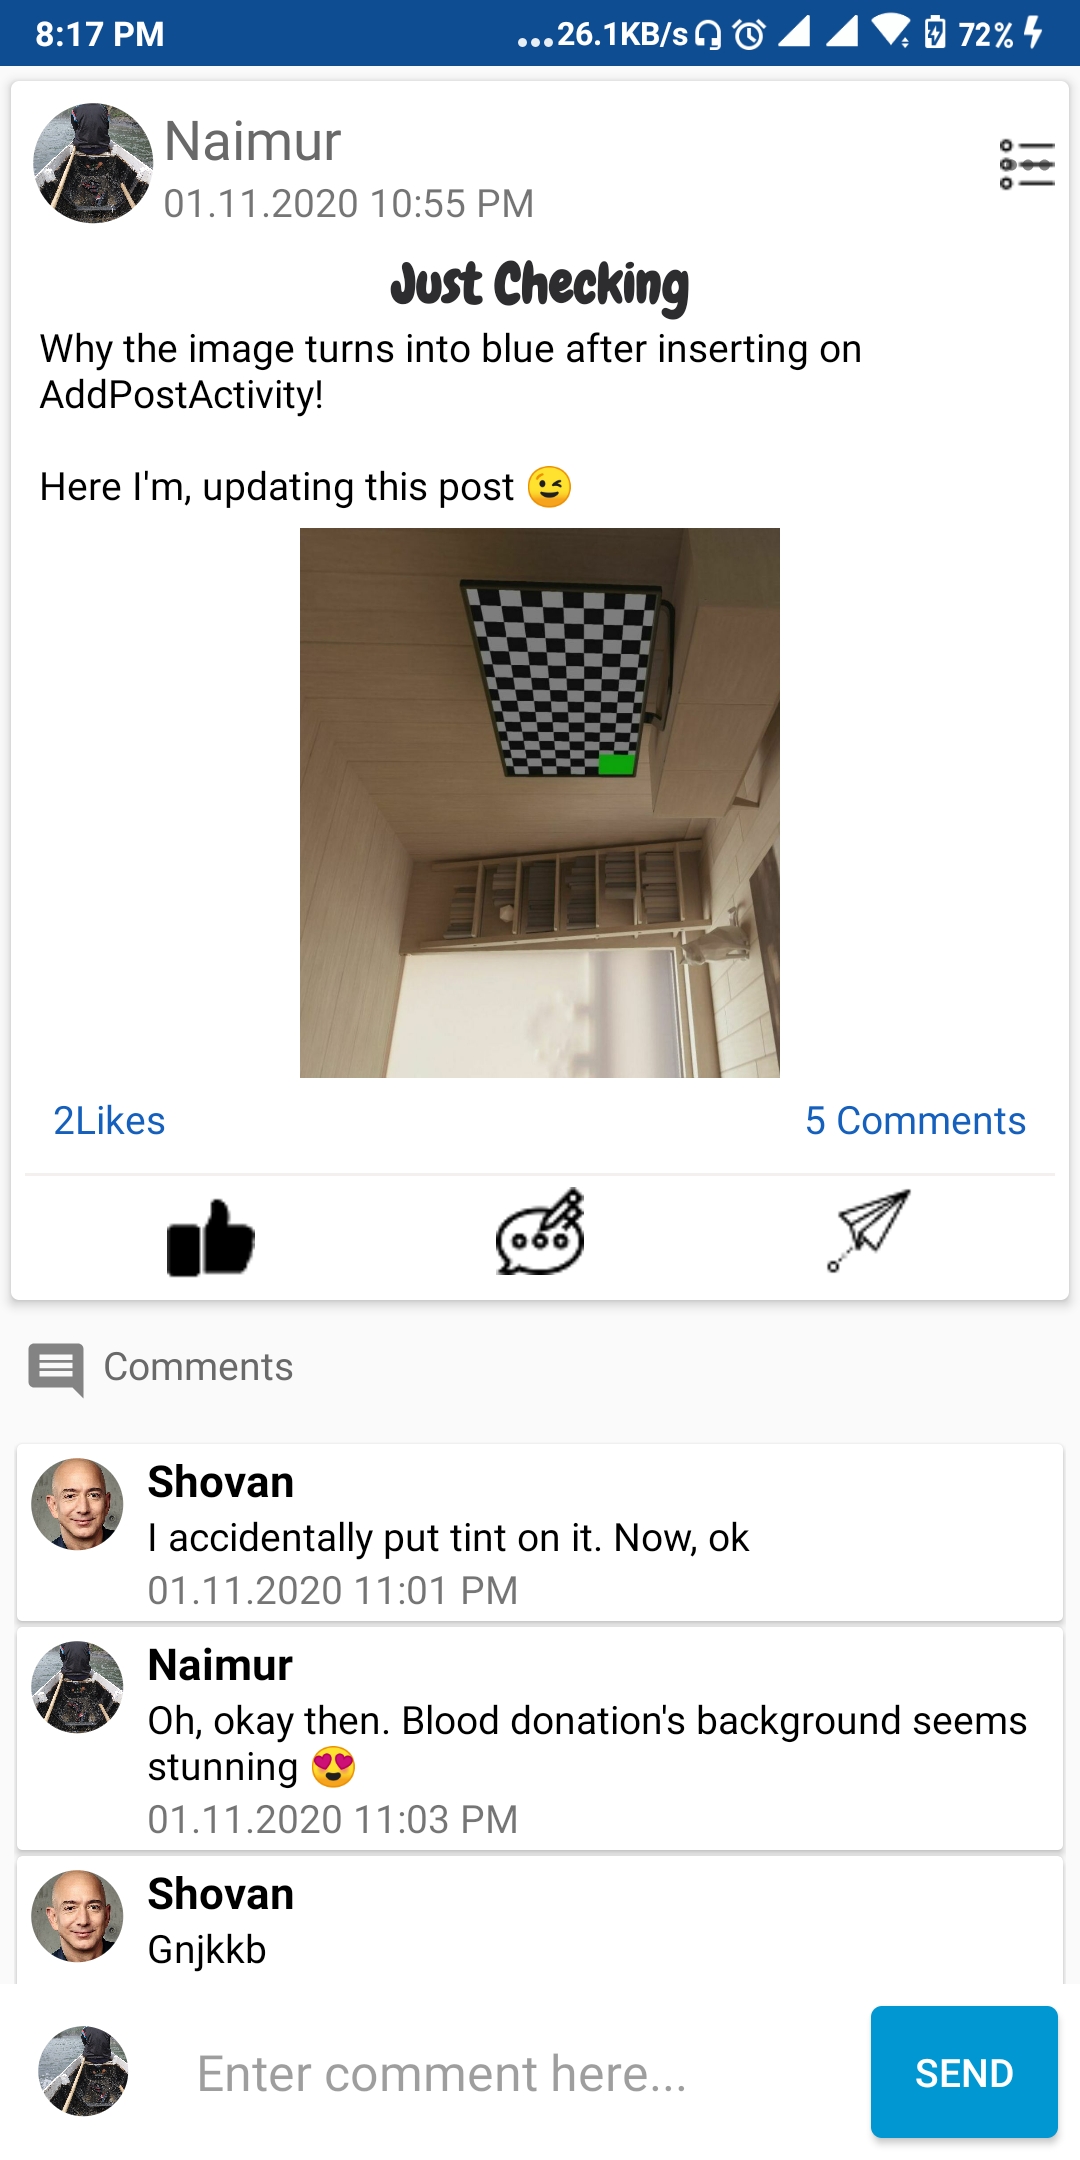 8:17 PM
...26.1KB/s
72%
Naimur
01.11.2020 10:55 PM
Just Checking
Why the image turns into blue after inserting on
AddPostActivity!
Here I'm, updating this post 😉
2Likes
5 Comments
Comments
Shovan
I accidentally put tint on it. Now, ok
01.11.2020 11:01 PM
Naimur
Oh, okay then. Blood donation's background seems
stunning 😍
01.11.2020 11:03 PM
Shovan
Gnjkkb
Enter comment here...
SEND